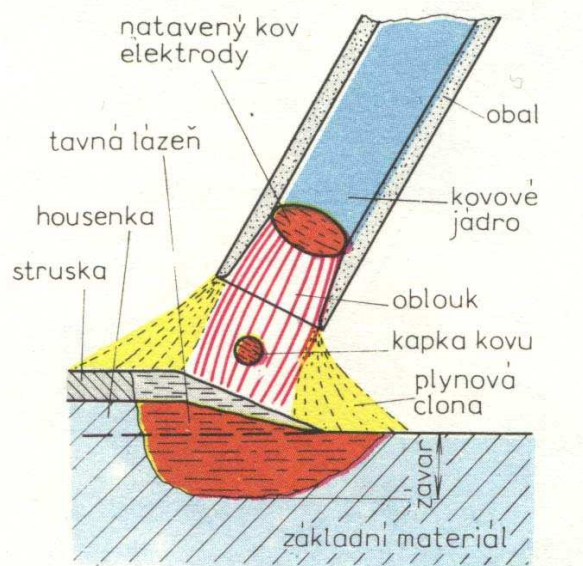 natavený kov
elektrody
tavná lázeň
housenka
struska
obal
kovové
jádro
oblouk
kapka kovu
plynová
clona
závar
základní materiál